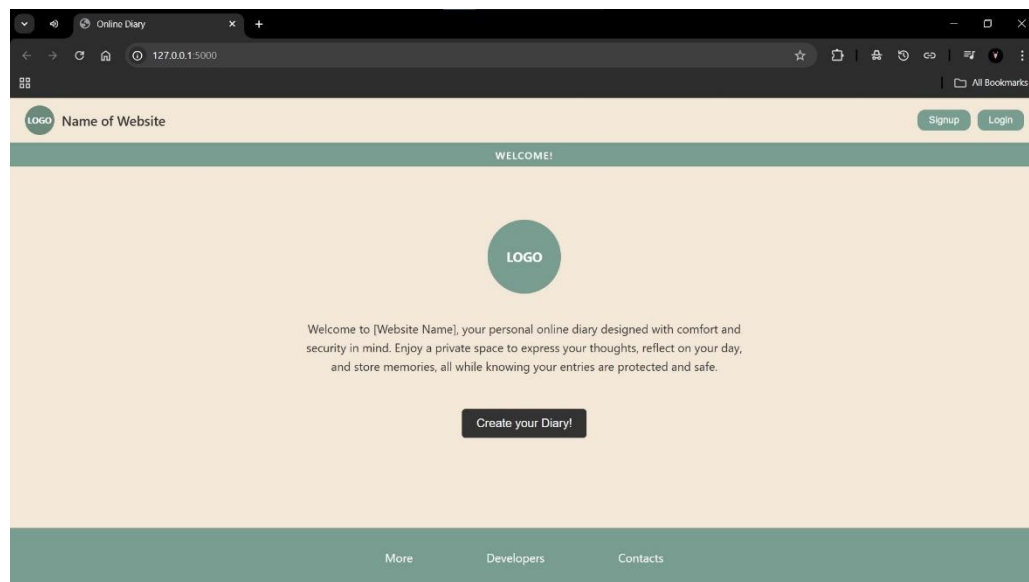 Online Diary
127.0.0.1:5000
All Bookmarks
LOGO Name of Website
Signup Login
WELCOME!
LOGO
Welcome to [Website Name], your personal online diary designed with comfort and
security in mind. Enjoy a private space to express your thoughts, reflect on your day,
and store memories, all while knowing your entries are protected and safe.
Create your Diary!
More Developers Contacts